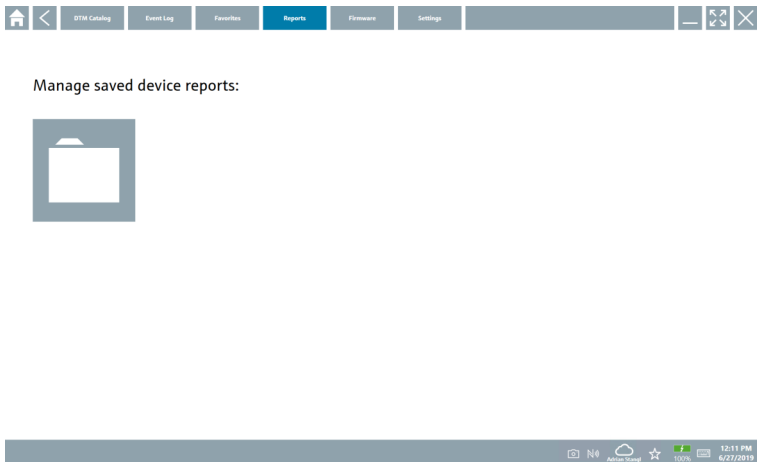 DTM Catalog
Event Log
Favorites
Reports
Firmware
Settings
Manage saved device reports:
Adrian Stangl
100%
12:11 PM
6/27/2019